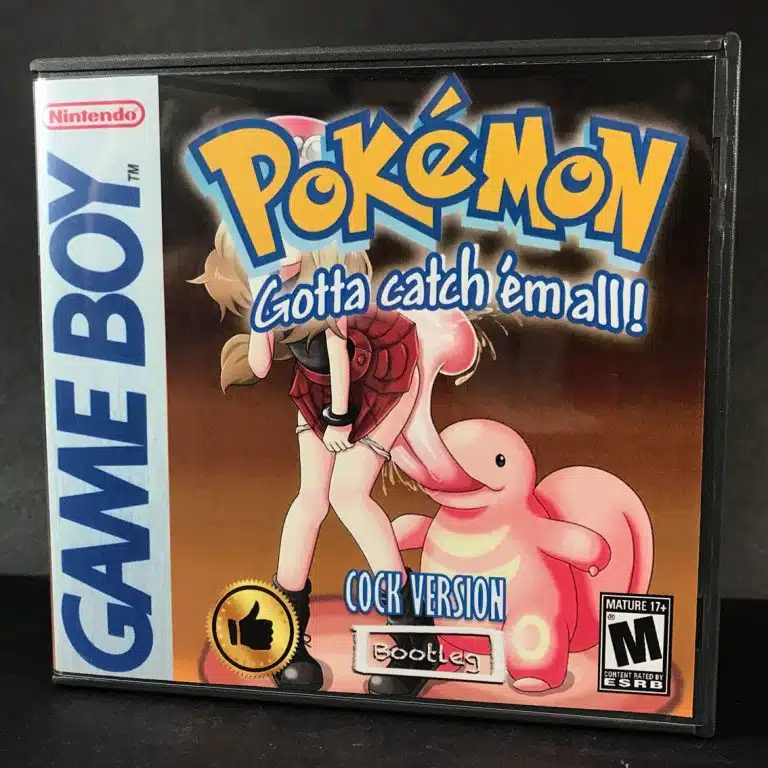 Nintendo
GAME BOY
TM
POKéMON
Gotta catch 'em all!
COCK VERSION
Bootleg
MATURE 17+
M
®
CONTENT RATED BY
ESRB